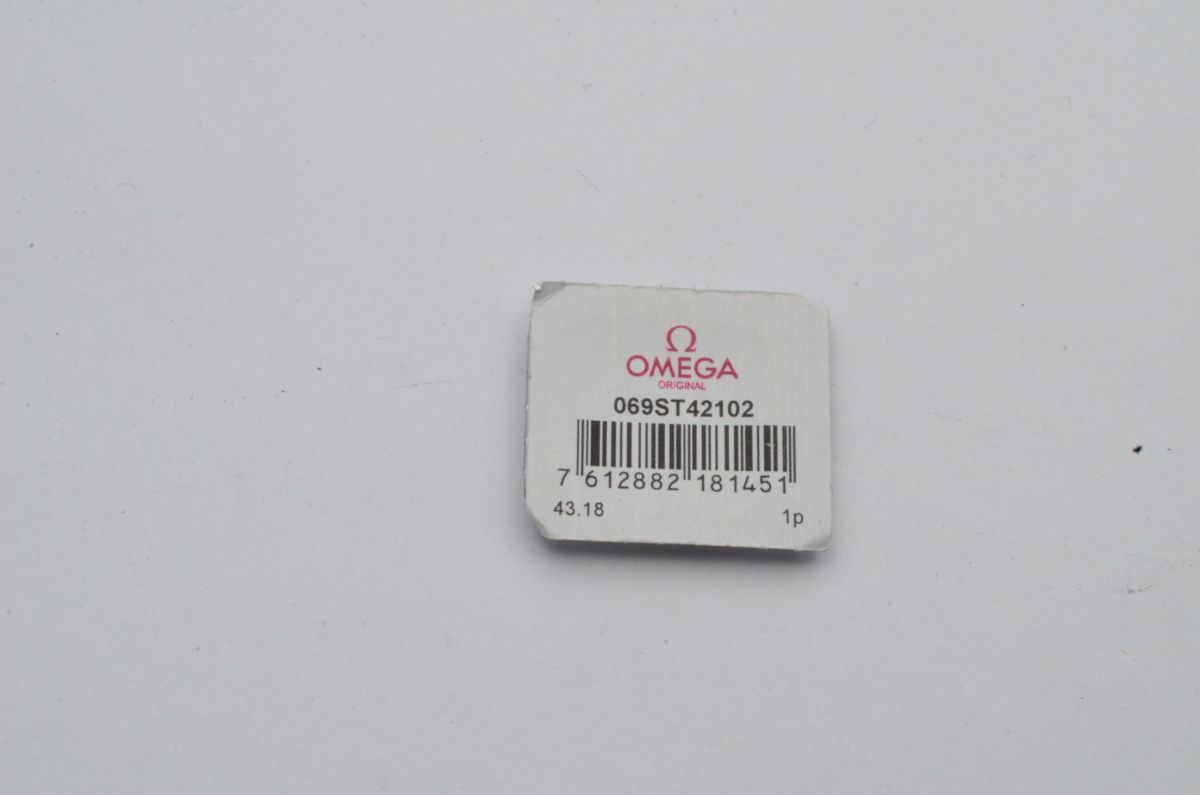 Ω
OMEGA
ORIGINAL
069ST42102
7 612882 181451
43.18 1p